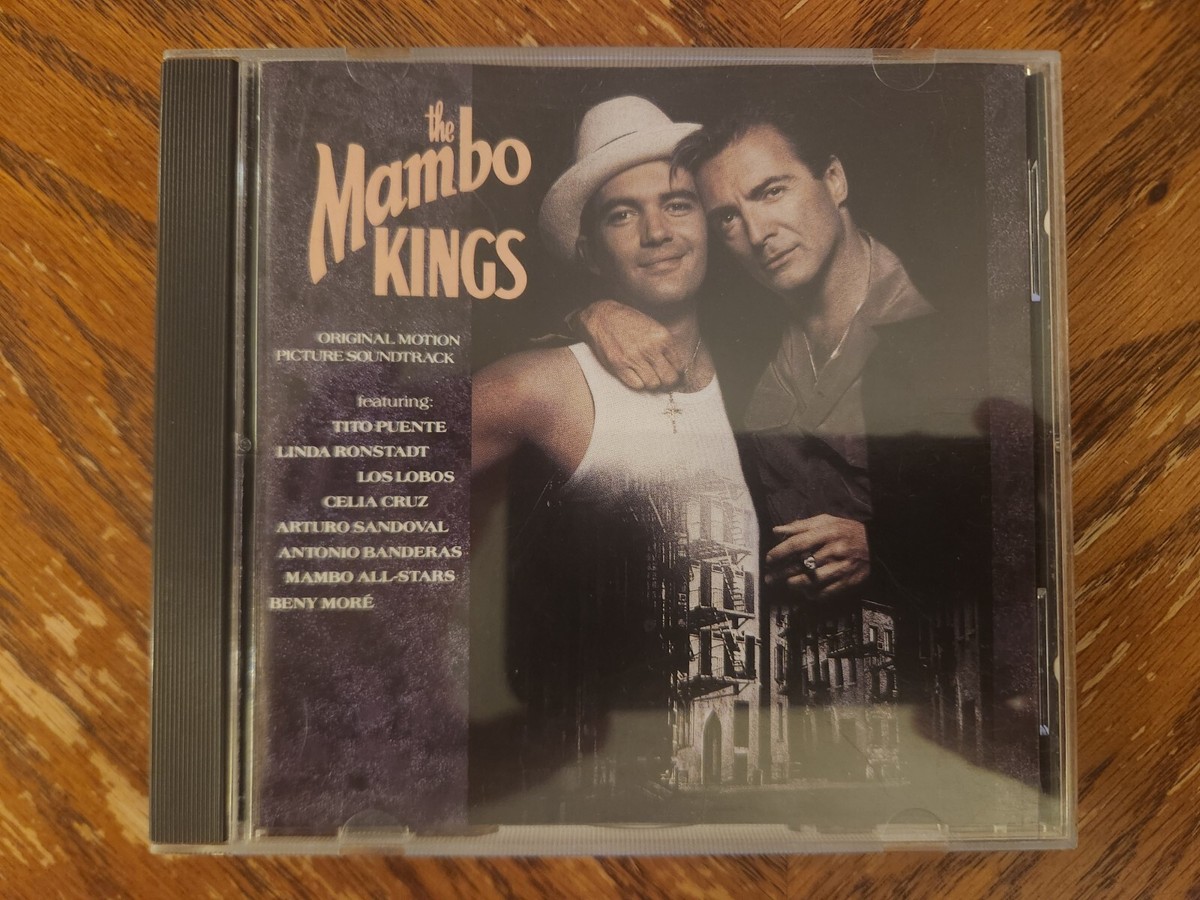 the
Mambo
KINGS
ORIGINAL MOTION
PICTURE SOUNDTRACK
featuring:
TITO PUENTE
LINDA RONSTADT
LOS LOBOS
CELIA CRUZ
ARTURO SANDOVAL
ANTONIO BANDERAS
MAMBO ALL-STARS
BENY MORÉ